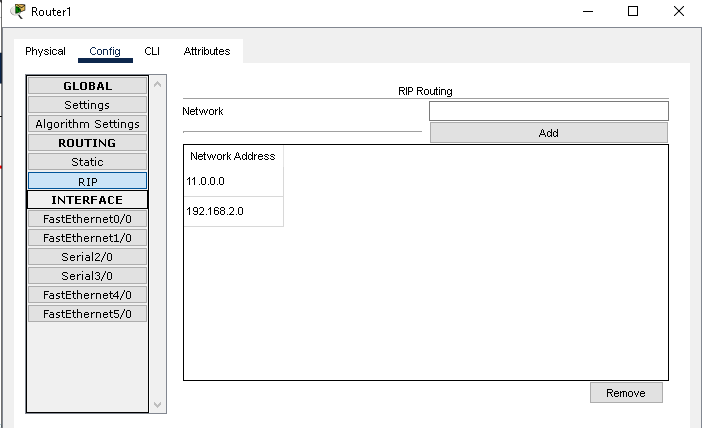 Router1
Physical Config CLI Attributes
GLOBAL
Settings
Algorithm Settings
ROUTING
Static
RIP
INTERFACE
FastEthernet0/0
FastEthernet1/0
Serial2/0
Serial3/0
FastEthernet4/0
FastEthernet5/0
RIP Routing
Network
Add
Network Address
11.0.0.0
192.168.2.0
Remove